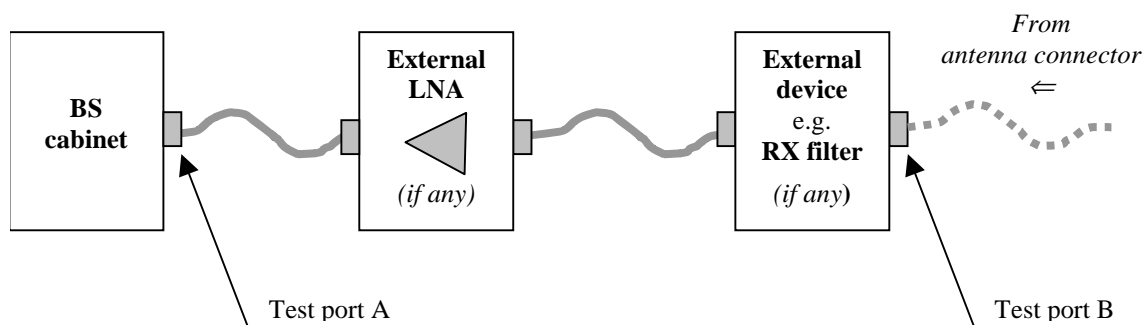 BS
cabinet
External
LNA
(if any)
External
device
e.g.
RX filter
(if any)
From
antenna connector
⇐
Test port A
Test port B